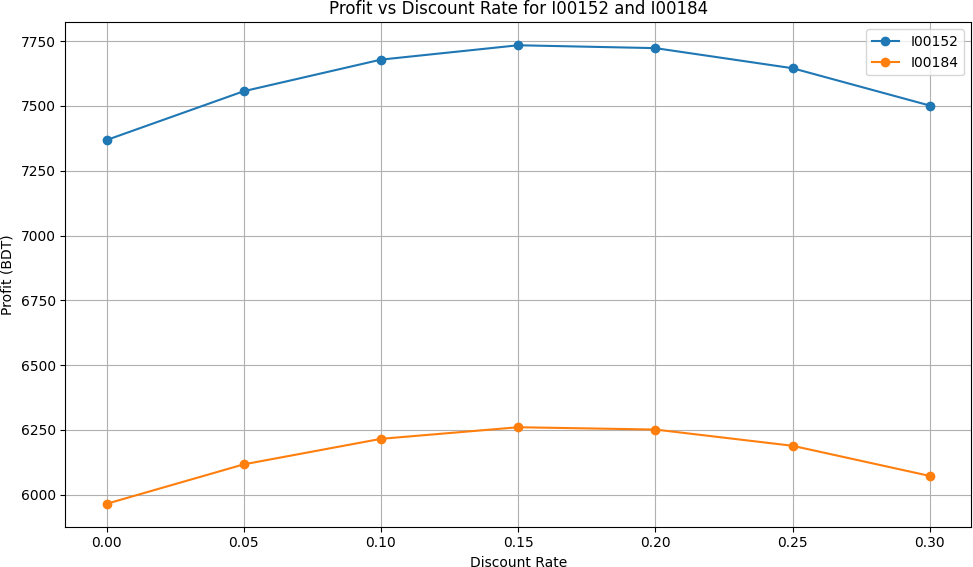 Profit vs Discount Rate for I00152 and I00184
I00152
I00184
Profit (BDT)
7750
7500
7250
7000
6750
6500
6250
6000
0.00 0.05 0.10 0.15 0.20 0.25 0.30
Discount Rate